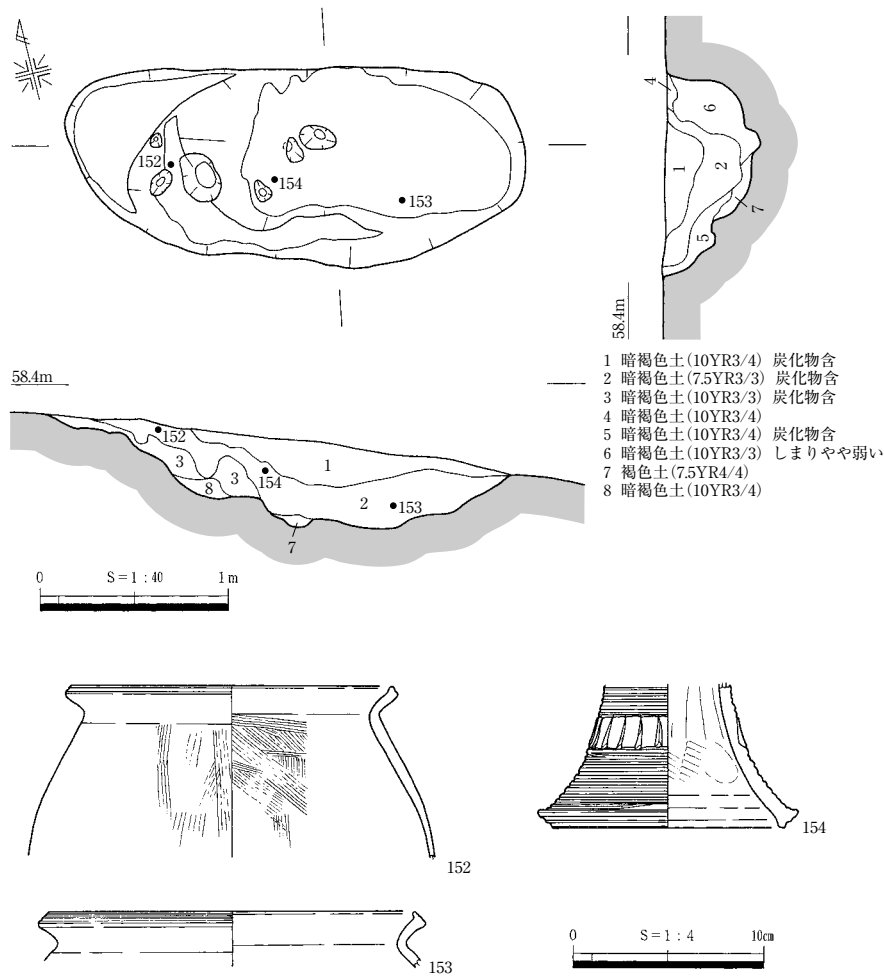 152
154
153
4
6
1
2
7
5
58.4m
1 暗褐色土(10YR3/4) 炭化物含
2 暗褐色土(7.5YR3/3) 炭化物含
3 暗褐色土(10YR3/3) 炭化物含
4 暗褐色土(10YR3/4)
5 暗褐色土(10YR3/4) 炭化物含
6 暗褐色土(10YR3/3) しまりやや弱い
7 褐色土(7.5YR4/4)
8 暗褐色土(10YR3/4)
58.4m
152
3
3
154
1
8
2
153
7
0 S=1:40 1m
152
154
153
0 S=1:4 10cm